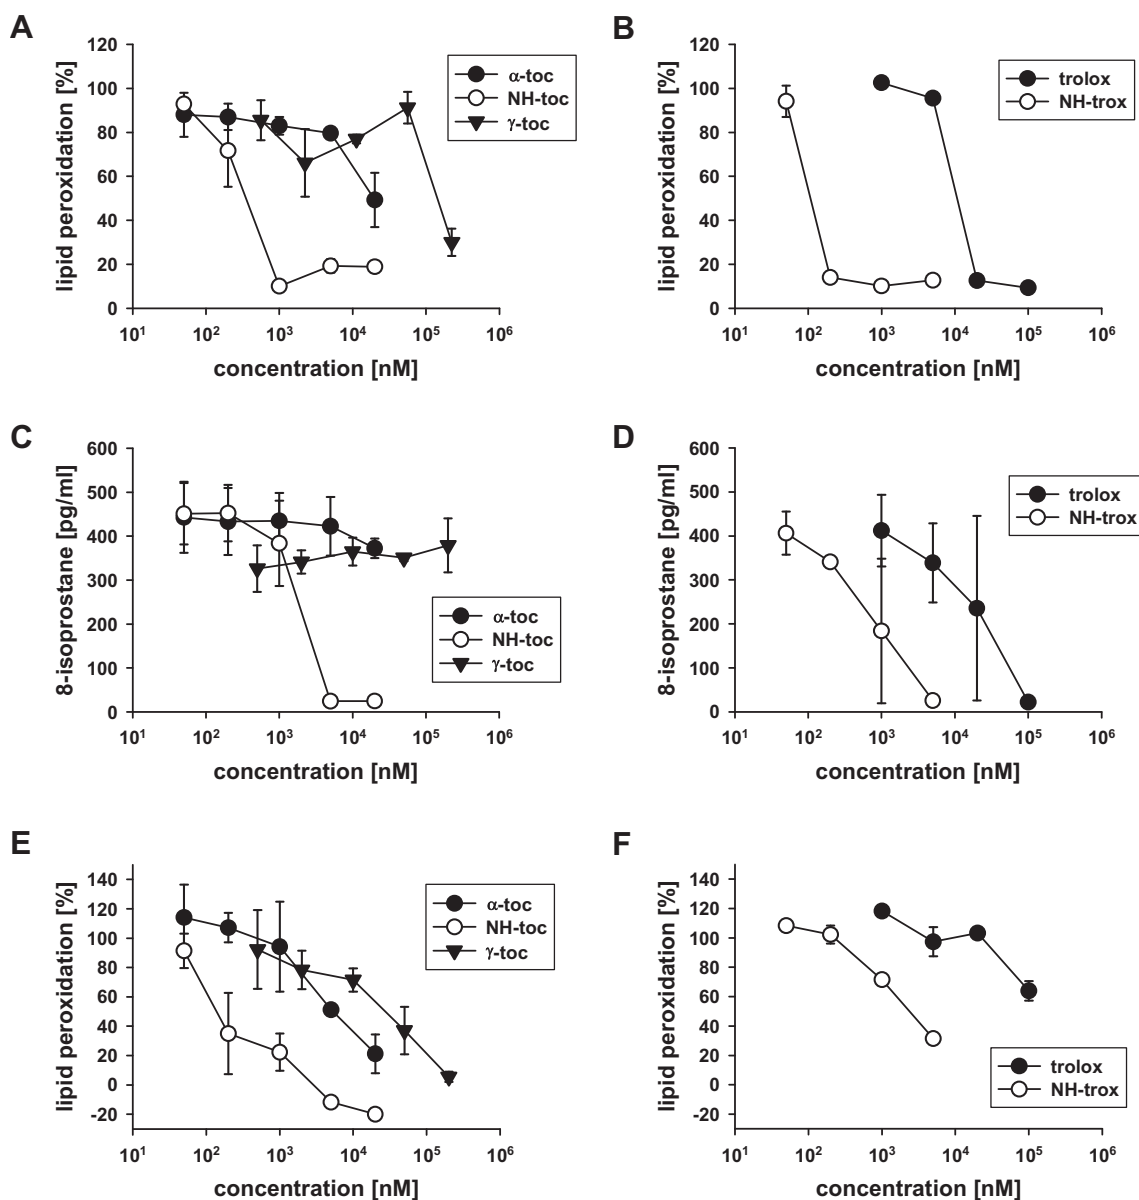 A
lipid peroxidation [%]
120
100
80
60
40
20
0
10¹ 10² 10³ 10⁴ 10⁵ 10⁶
concentration [nM]
α-toc
NH-toc
γ-toc
B
lipid peroxidation [%]
120
100
80
60
40
20
0
10¹ 10² 10³ 10⁴ 10⁵ 10⁶
concentration [nM]
trolox
NH-trox
C
8-isoprostane [pg/ml]
600
500
400
300
200
100
0
10¹ 10² 10³ 10⁴ 10⁵ 10⁶
concentration [nM]
α-toc
NH-toc
γ-toc
D
8-isoprostane [pg/ml]
600
500
400
300
200
100
0
10¹ 10² 10³ 10⁴ 10⁵ 10⁶
concentration [nM]
trolox
NH-trox
E
lipid peroxidation [%]
140
120
100
80
60
40
20
0
-20
10¹ 10² 10³ 10⁴ 10⁵ 10⁶
concentration [nM]
α-toc
NH-toc
γ-toc
F
lipid peroxidation [%]
140
120
100
80
60
40
20
0
-20
10¹ 10² 10³ 10⁴ 10⁵ 10⁶
concentration [nM]
trolox
NH-trox